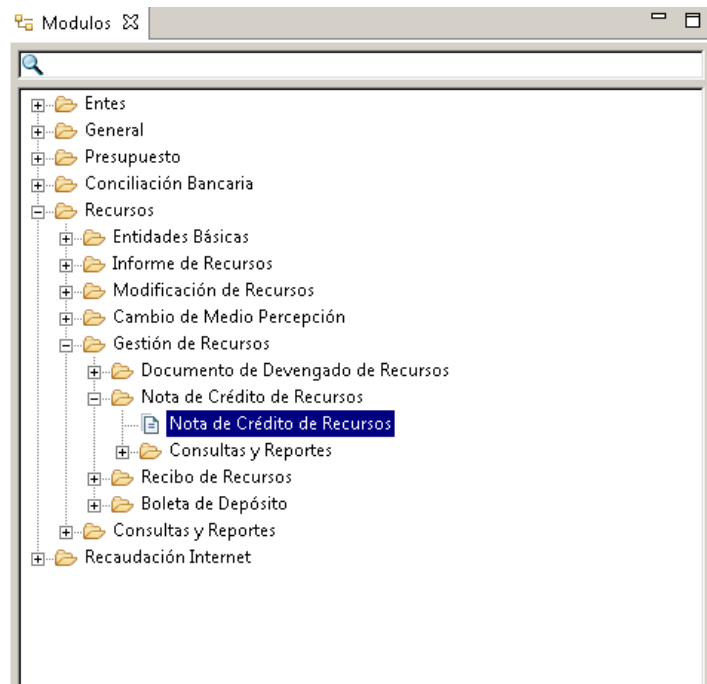 Modulos
Entes
General
Presupuesto
Conciliación Bancaria
Recursos
Entidades Básicas
Informe de Recursos
Modificación de Recursos
Cambio de Medio Percepción
Gestión de Recursos
Documento de Devengado de Recursos
Nota de Crédito de Recursos
Nota de Crédito de Recursos
Consultas y Reportes
Recibo de Recursos
Boleta de Depósito
Consultas y Reportes
Recaudación Internet